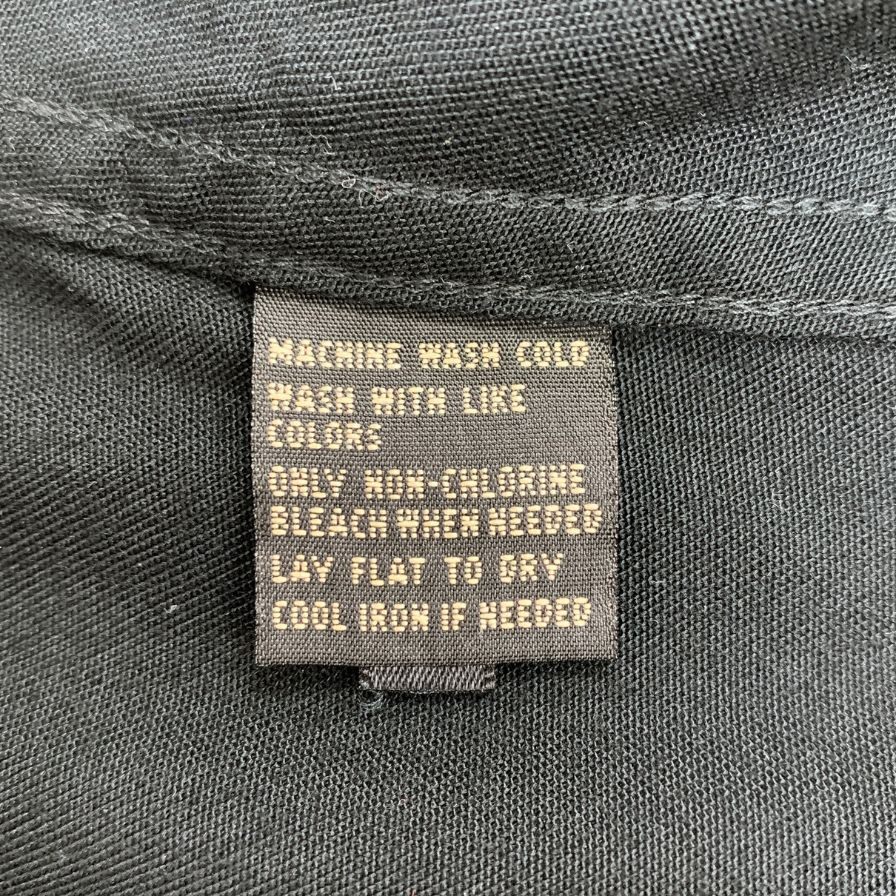 MACHINE WASH COLD
WASH WITH LIKE
COLORS
ONLY NON-CHLORINE
BLEACH WHEN NEEDED
LAY FLAT TO DRY
COOL IRON IF NEEDED